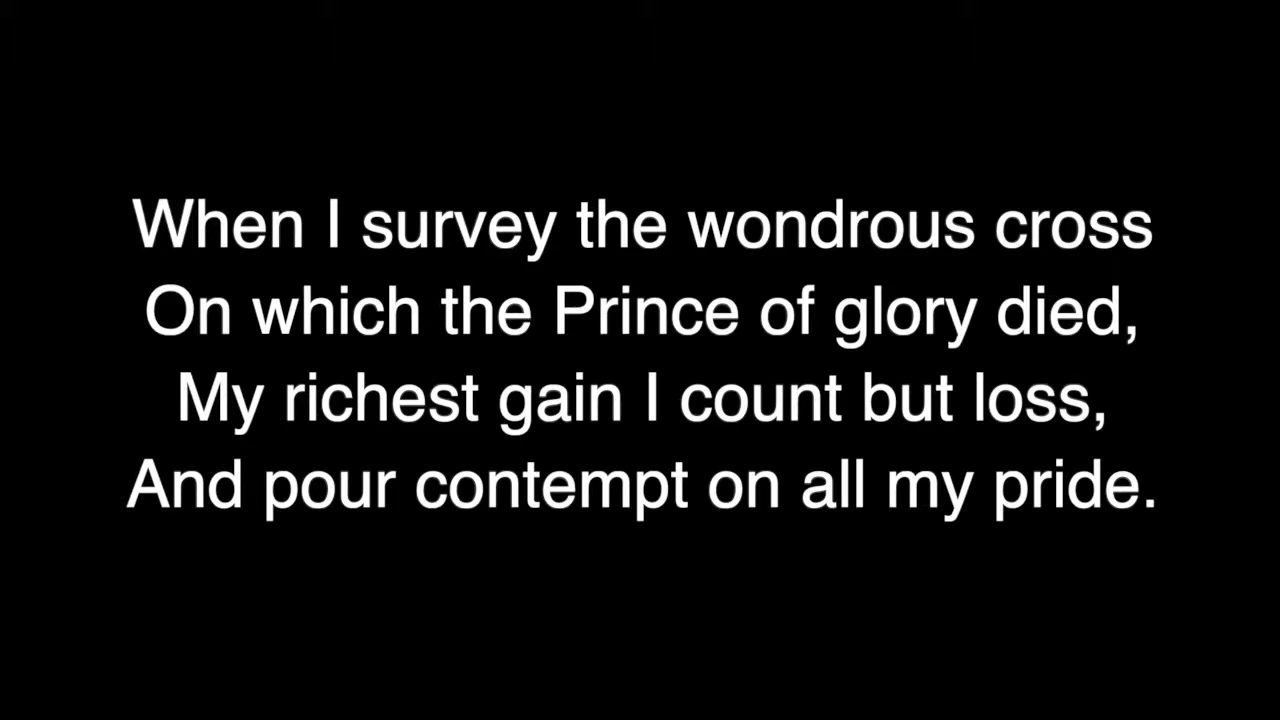 When I survey the wondrous cross
On which the Prince of glory died,
My richest gain I count but loss,
And pour contempt on all my pride.